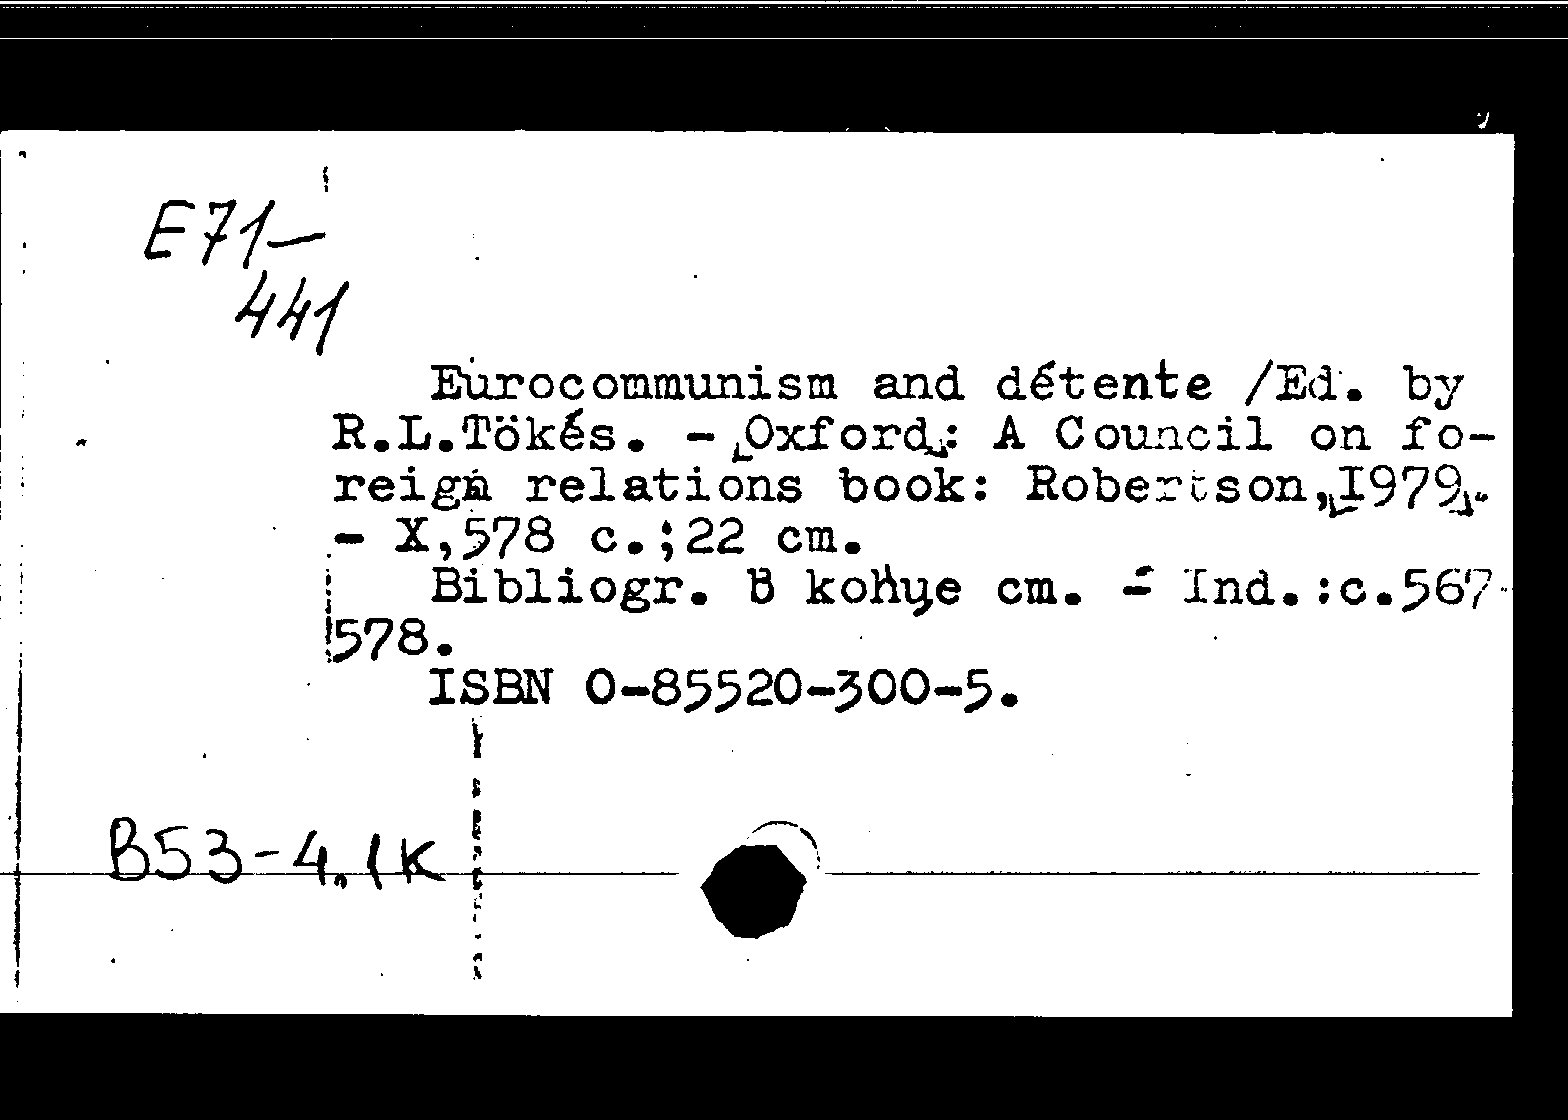 E71-
441
Eurocommunism and détente /Ed. by
R.L.Tökés. - [Oxford]: A Council on fo-
reign relations book: Robertson,[1979].
- X,578 c.;22 cm.
Bibliogr. в конце cm. - Ind.:c.567-
578.
ISBN 0-85520-300-5.
B53-4.1K